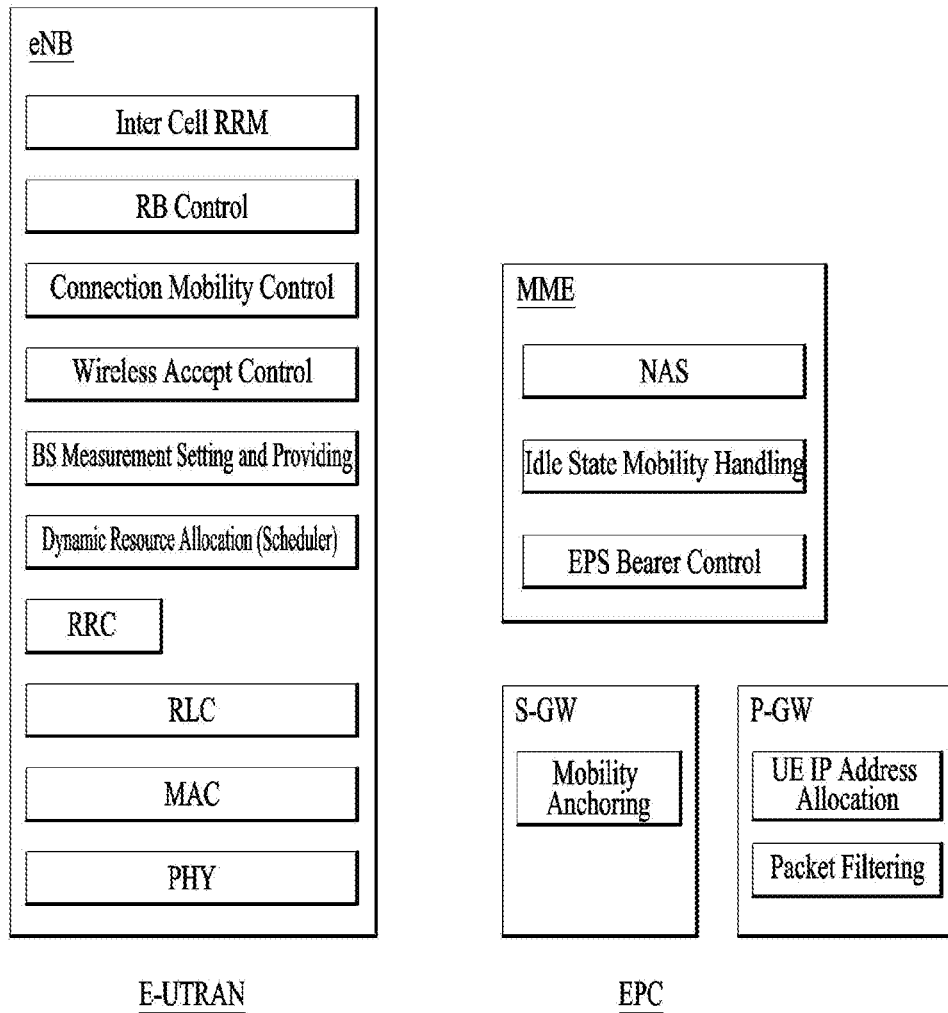 eNB
Inter Cell RRM
RB Control
Connection Mobility Control
Wireless Accept Control
BS Measurement Setting and Providing
Dynamic Resource Allocation (Scheduler)
RRC
RLC
MAC
PHY
E-UTRAN
MME
NAS
Idle State Mobility Handling
EPS Bearer Control
S-GW
Mobility
Anchoring
P-GW
UE IP Address
Allocation
Packet Filtering
EPC